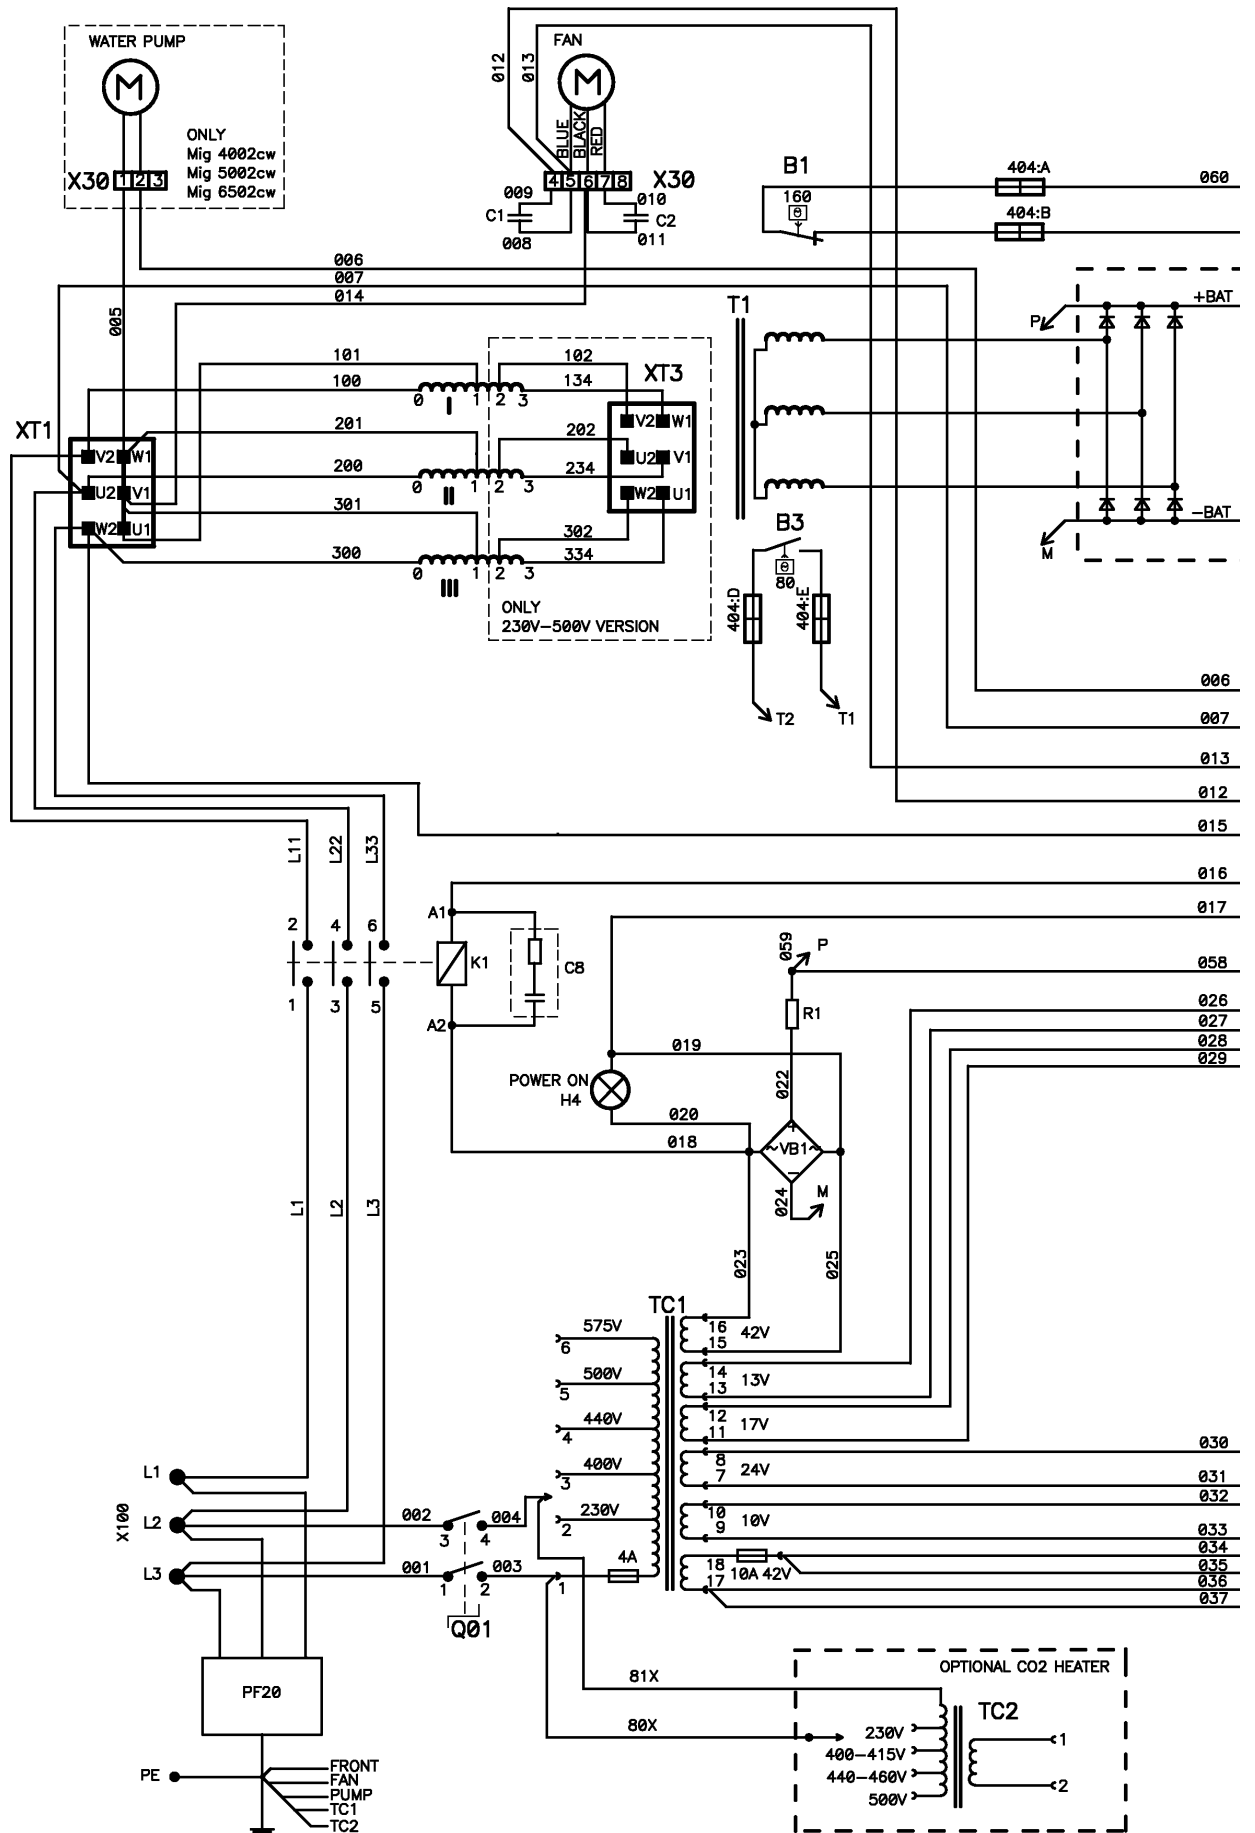 WATER PUMP
M
ONLY
Mig 4002cw
Mig 5002cw
Mig 6502cw
X30
1 2 3
012
013
FAN
M
BLUE
BLACK
RED
4 5 6 7 8
X30
009
010
C1
C2
008
011
B1
160
θ
404:A
060
404:B
006
007
014
005
T1
+BAT
P
-BAT
M
101
102
100
134
XT3
0 1 2 3
I
V2 W1
201
202
U2 V1
200
234
0 1 2 3
II
W2 U1
301
302
300
334
0 1 2 3
III
XT1
V2 W1
U2 V1
W2 U1
ONLY
230V-500V VERSION
B3
θ
80
404:D
404:E
T2
T1
006
007
013
012
015
016
017
058
026
027
028
029
L11
L22
L33
2 4 6
1 3 5
A1
K1
C8
A2
059
P
R1
019
POWER ON
H4
022
020
018
+
~VB1~
−
024
M
023
025
L1
L2
L3
TC1
575V
6
500V
5
440V
4
400V
3
230V
2
4A
1
16
15
42V
14
13
13V
12
11
17V
8
7
24V
10
9
10V
18
17
10A 42V
030
031
032
033
034
035
036
037
X100
L1
L2
L3
002
3 4
004
001
1 2
003
Q01
PF20
PE
FRONT
FAN
PUMP
TC1
TC2
81X
80X
OPTIONAL CO2 HEATER
TC2
230V
400-415V
440-460V
500V
1
2